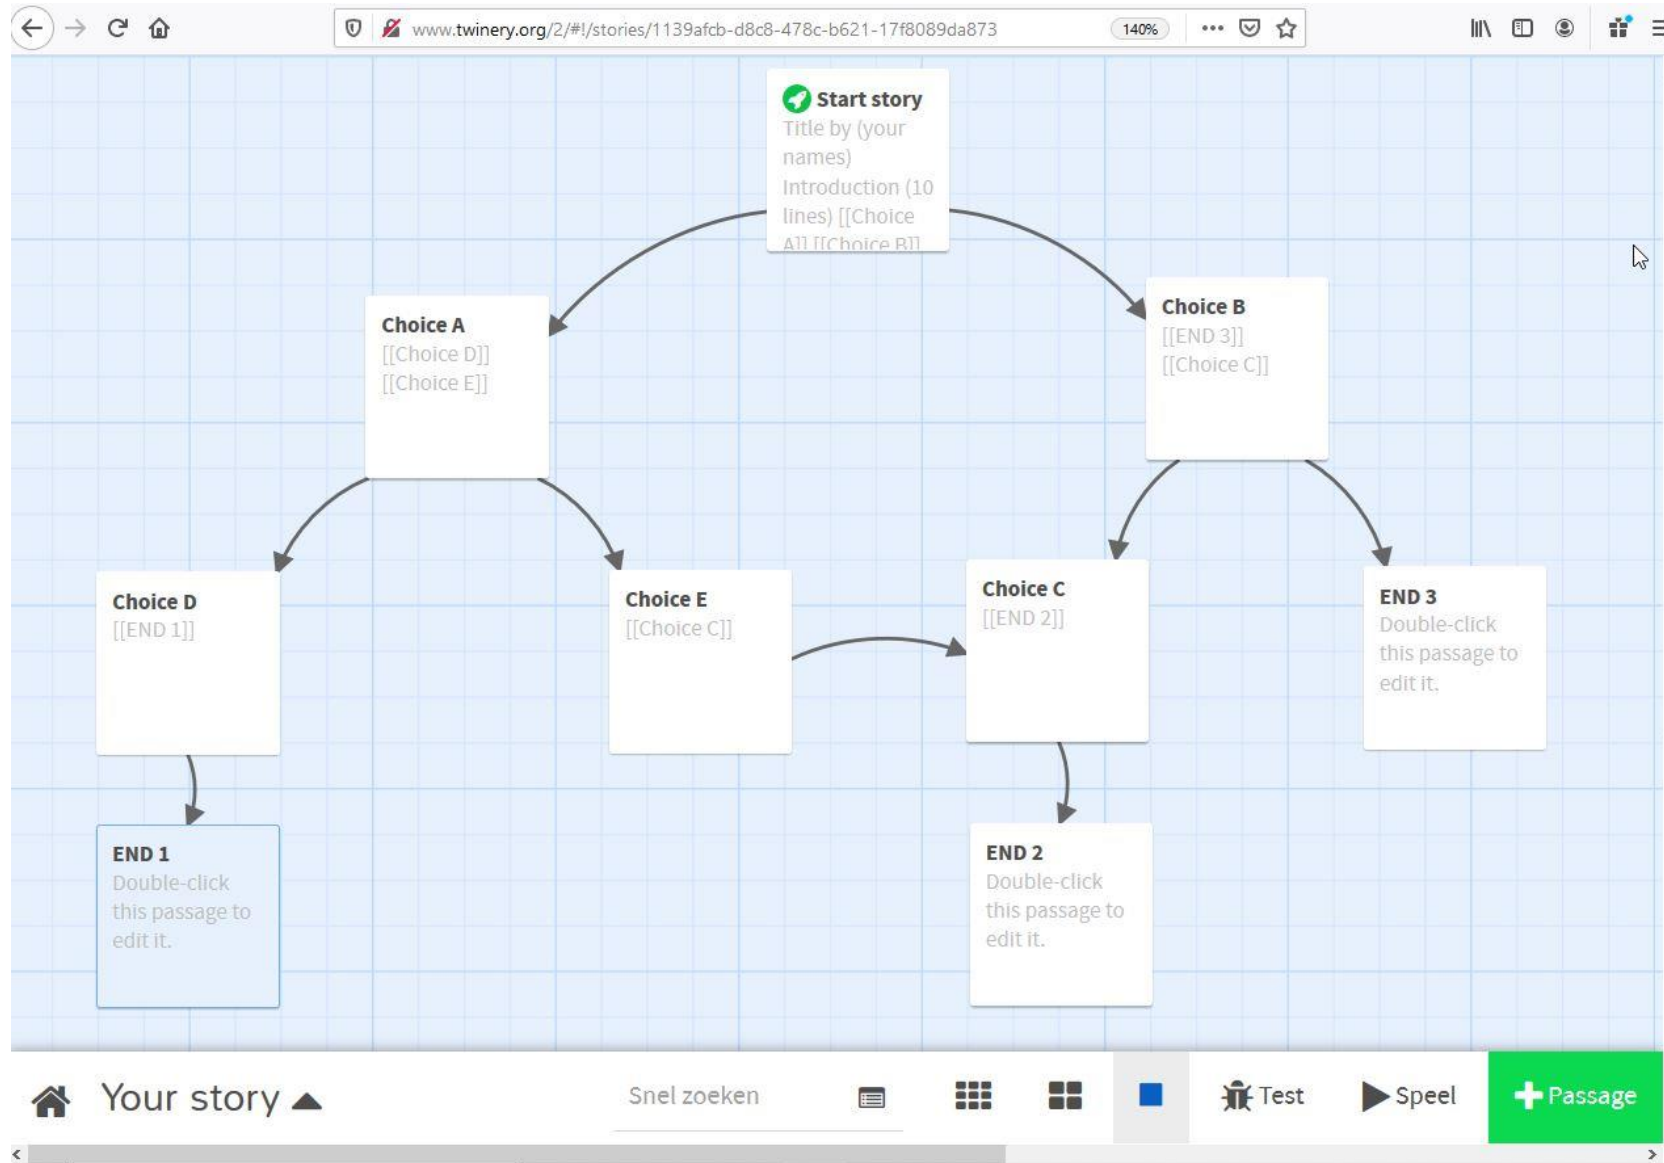 www.twinery.org/2/#!/stories/1139afcb-d8c8-478c-b621-17f8089da873
140%
Start story
Title by (your
names)
Introduction (10
lines) [[Choice
A]] [[Choice B]]
Choice A
[[Choice D]]
[[Choice E]]
Choice B
[[END 3]]
[[Choice C]]
Choice D
[[END 1]]
Choice E
[[Choice C]]
Choice C
[[END 2]]
END 3
Double-click
this passage to
edit it.
END 1
Double-click
this passage to
edit it.
END 2
Double-click
this passage to
edit it.
Your story
Snel zoeken
Test
Speel
Passage